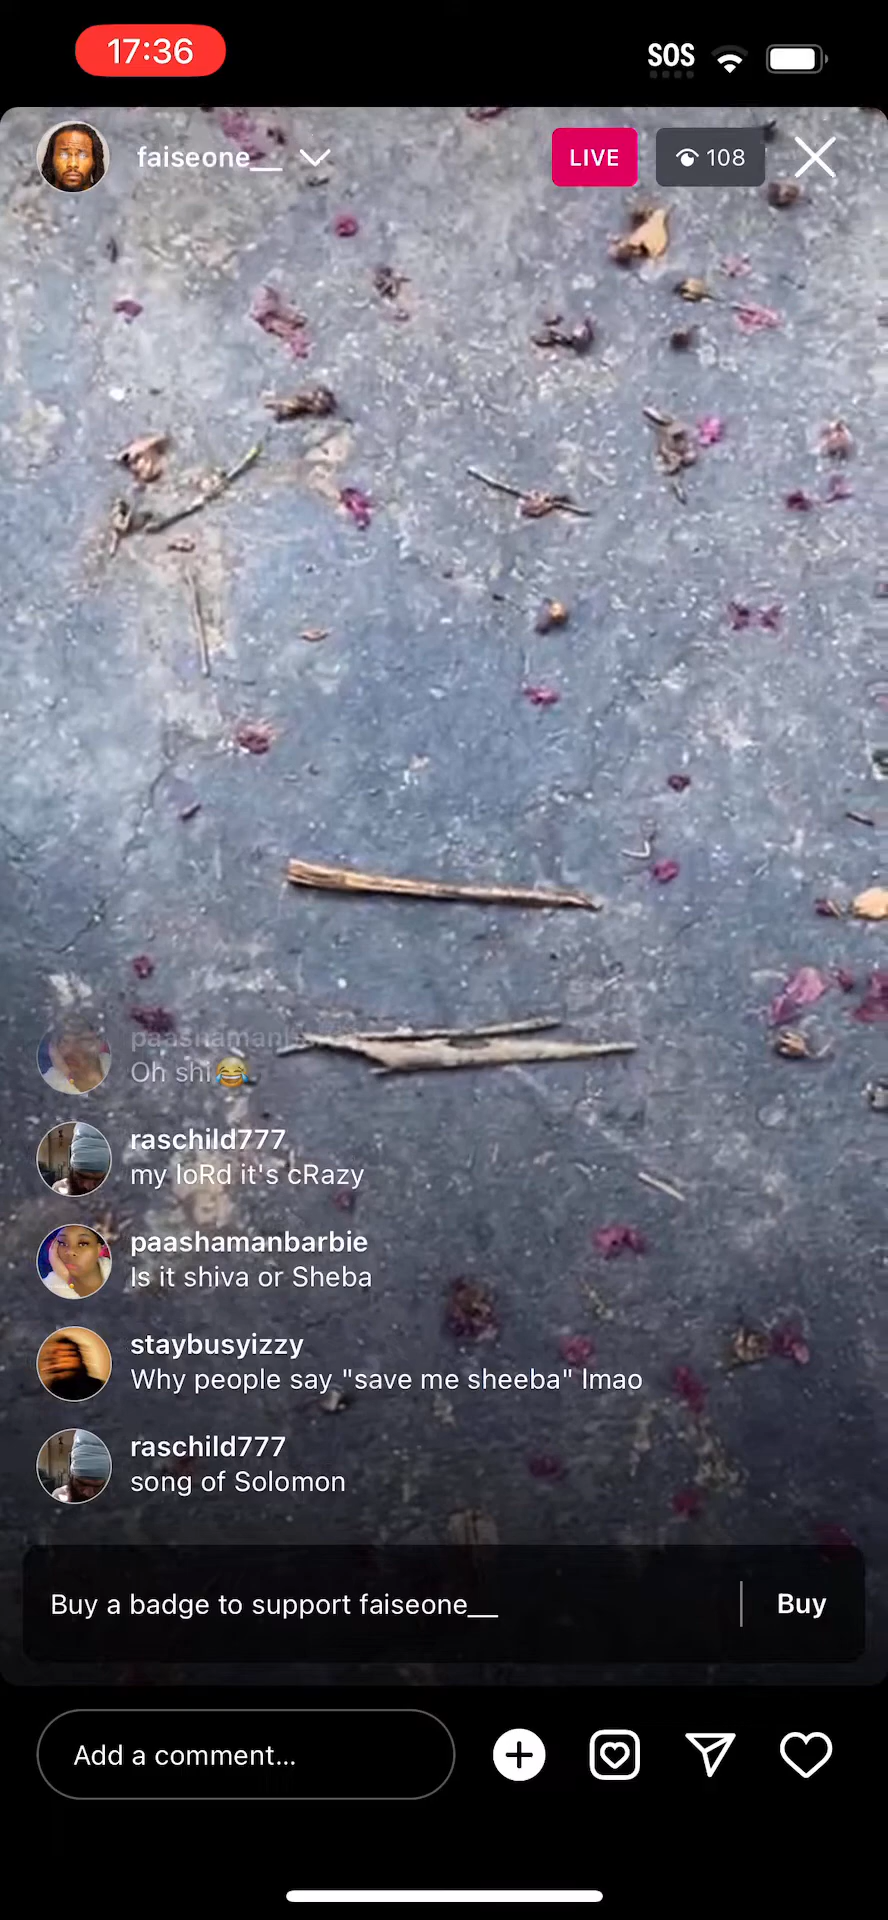 17:36
SOS
faiseone__
LIVE
108
Oh shi😂
raschild777
my loRd it's cRazy
paashamanbarbie
Is it shiva or Sheba
staybusyizzy
Why people say "save me sheeba" lmao
raschild777
song of Solomon
Buy a badge to support faiseone__
Buy
Add a comment...